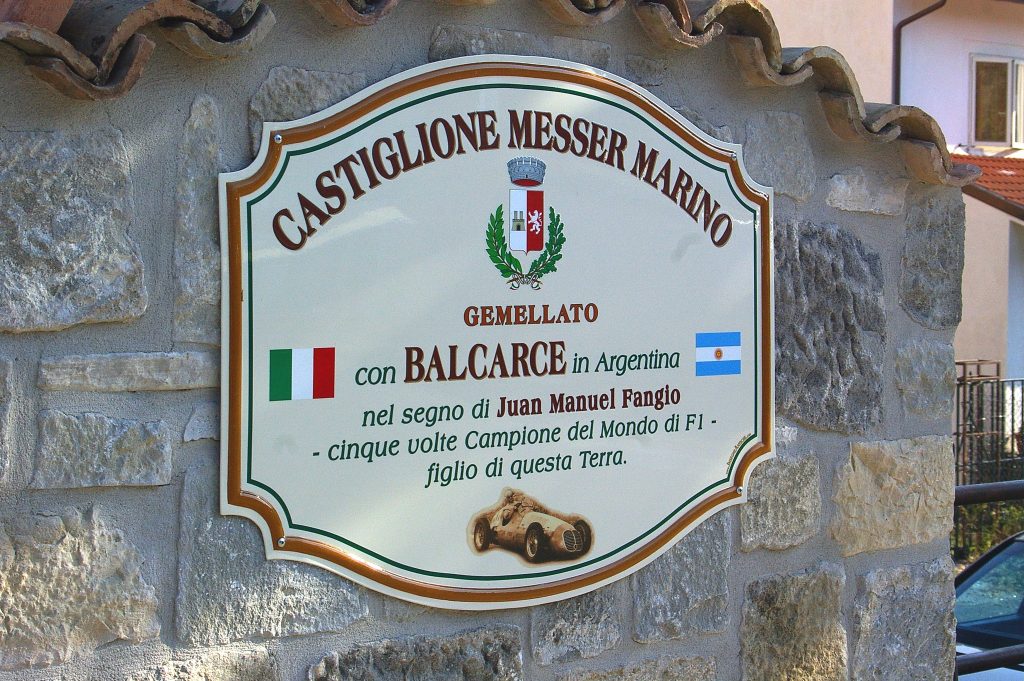 CASTIGLIONE MESSER MARINO
GEMELLATO
con BALCARCE in Argentina
nel segno di Juan Manuel Fangio
- cinque volte Campione del Mondo di F1 -
figlio di questa Terra.